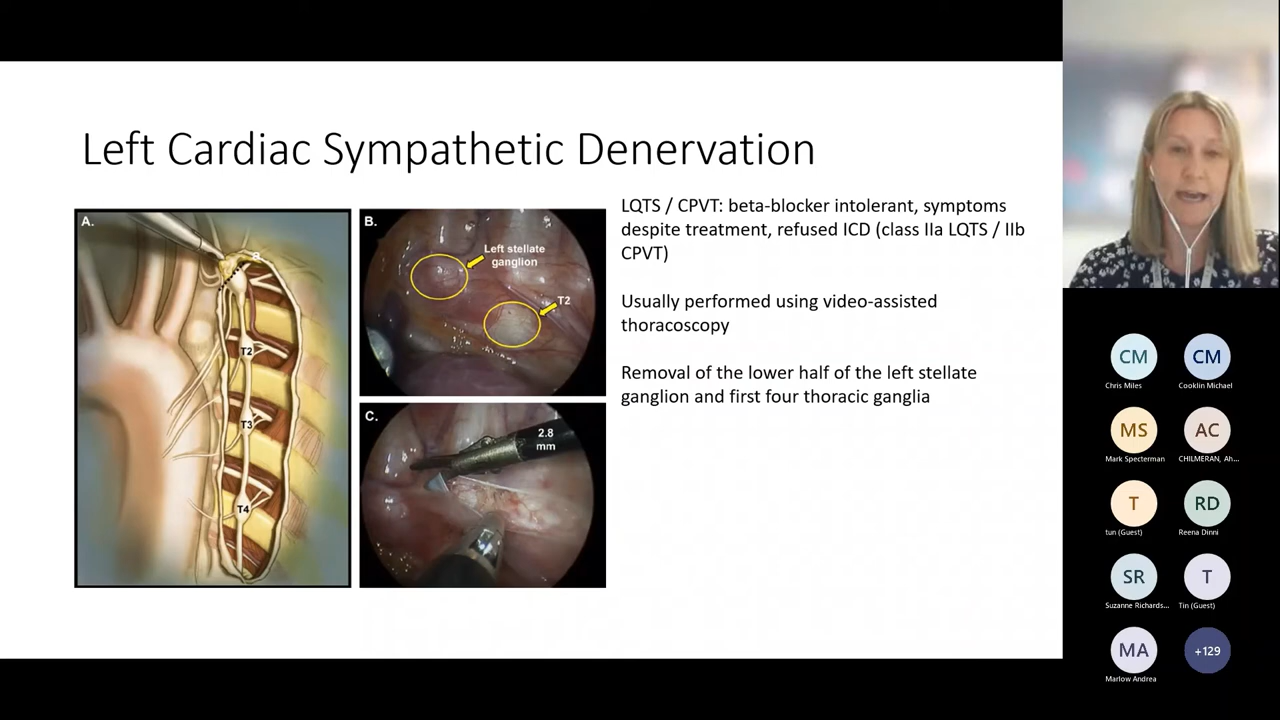 Left Cardiac Sympathetic Denervation
A.
T2
T3
T4
B.
Left stellate
ganglion
T2
C.
2.8
mm
LQTS / CPVT: beta-blocker intolerant, symptoms
despite treatment, refused ICD (class IIa LQTS / IIb
CPVT)
Usually performed using video-assisted
thoracoscopy
Removal of the lower half of the left stellate
ganglion and first four thoracic ganglia
CM
CM
Chris Miles
Cooklin Michael
MS
AC
Mark Specterman
CHILMERAN, Ah...
T
RD
tun (Guest)
Reena Dinni
SR
T
Suzanne Richards...
Tin (Guest)
MA
+129
Marlow Andrea